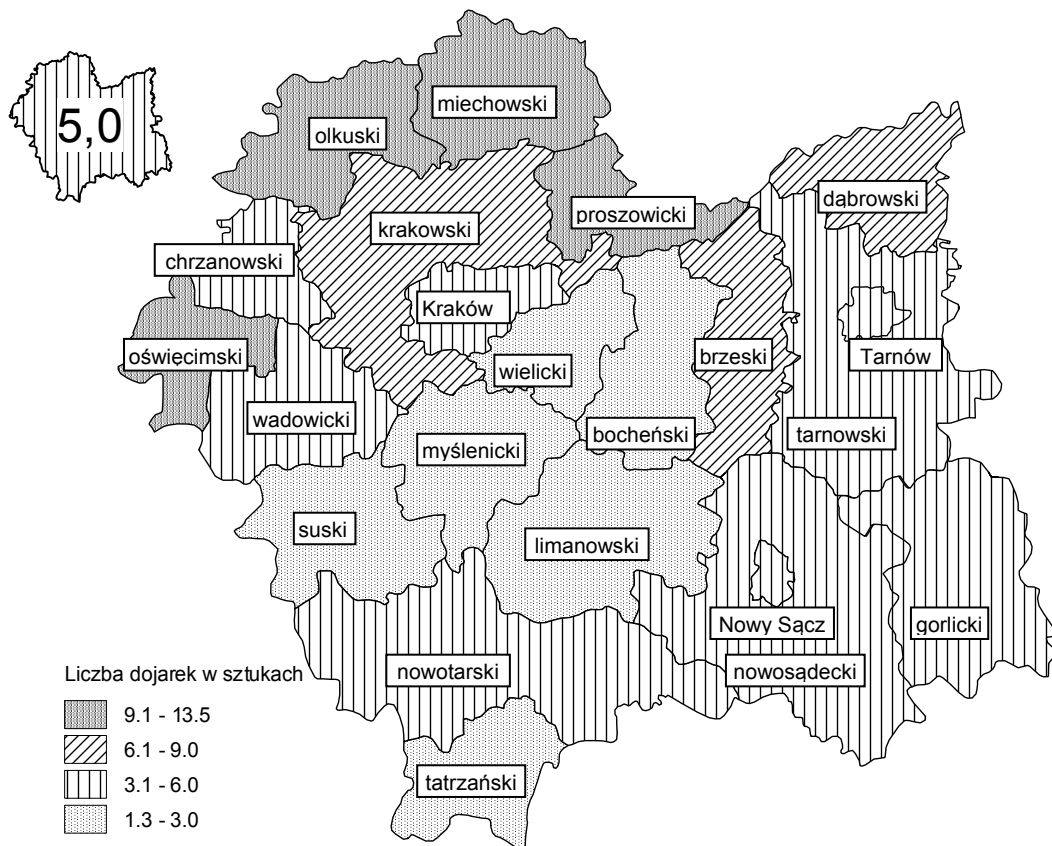 miechowski
5,0
olkuski
dąbrowski
proszowicki
krakowski
chrzanowski
Kraków
oświęcimski
wielicki
brzeski
Tarnów
wadowicki
bocheński
tarnowski
myślenicki
suski
limanowski
Nowy Sącz
gorlicki
nowotarski
nowosądecki
tatrzański
Liczba dojarek w sztukach
9.1 - 13.5
6.1 - 9.0
3.1 - 6.0
1.3 - 3.0